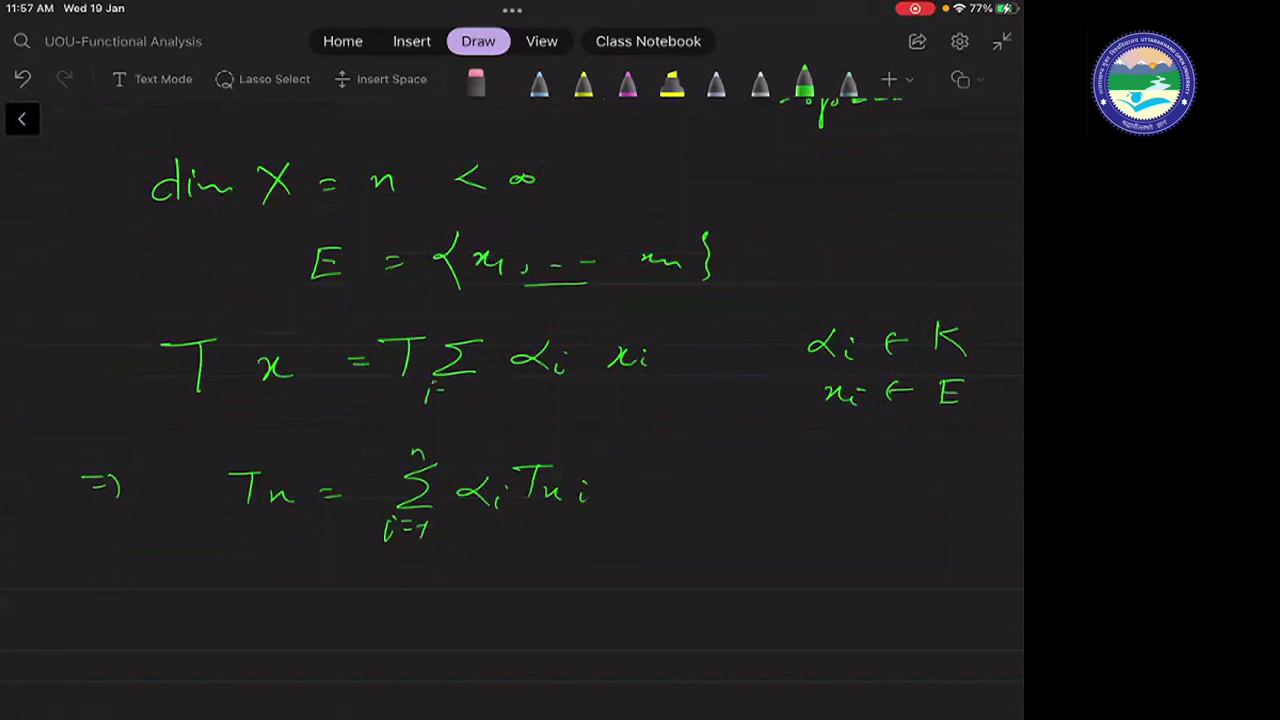 11:57 AM Wed 19 Jan
77%
UOU-Functional Analysis
Home Insert Draw View Class Notebook
Text Mode Lasso Select Insert Space
dim X = n < ∞
E = {x₁, --- xₙ}
T x = T Σ αᵢ xᵢ αᵢ ∈ K
i=
xᵢ ∈ E
⇒ Tx = Σⁿᵢ₌₁ αᵢ Txᵢ